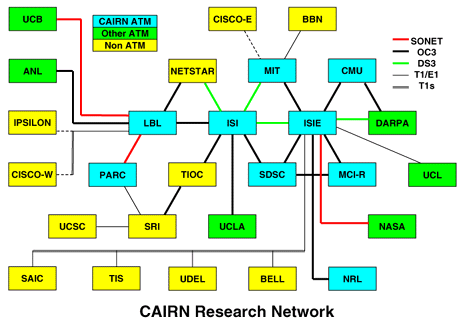 UCB
CAIRN ATM
Other ATM
Non ATM
CISCO-E
BBN
SONET
OC3
DS3
T1/E1
T1s
ANL
NETSTAR
MIT
CMU
IPSILON
LBL
ISI
ISIE
DARPA
CISCO-W
PARC
TIOC
SDSC
MCI-R
UCL
UCSC
SRI
UCLA
NASA
SAIC
TIS
UDEL
BELL
NRL
CAIRN Research Network